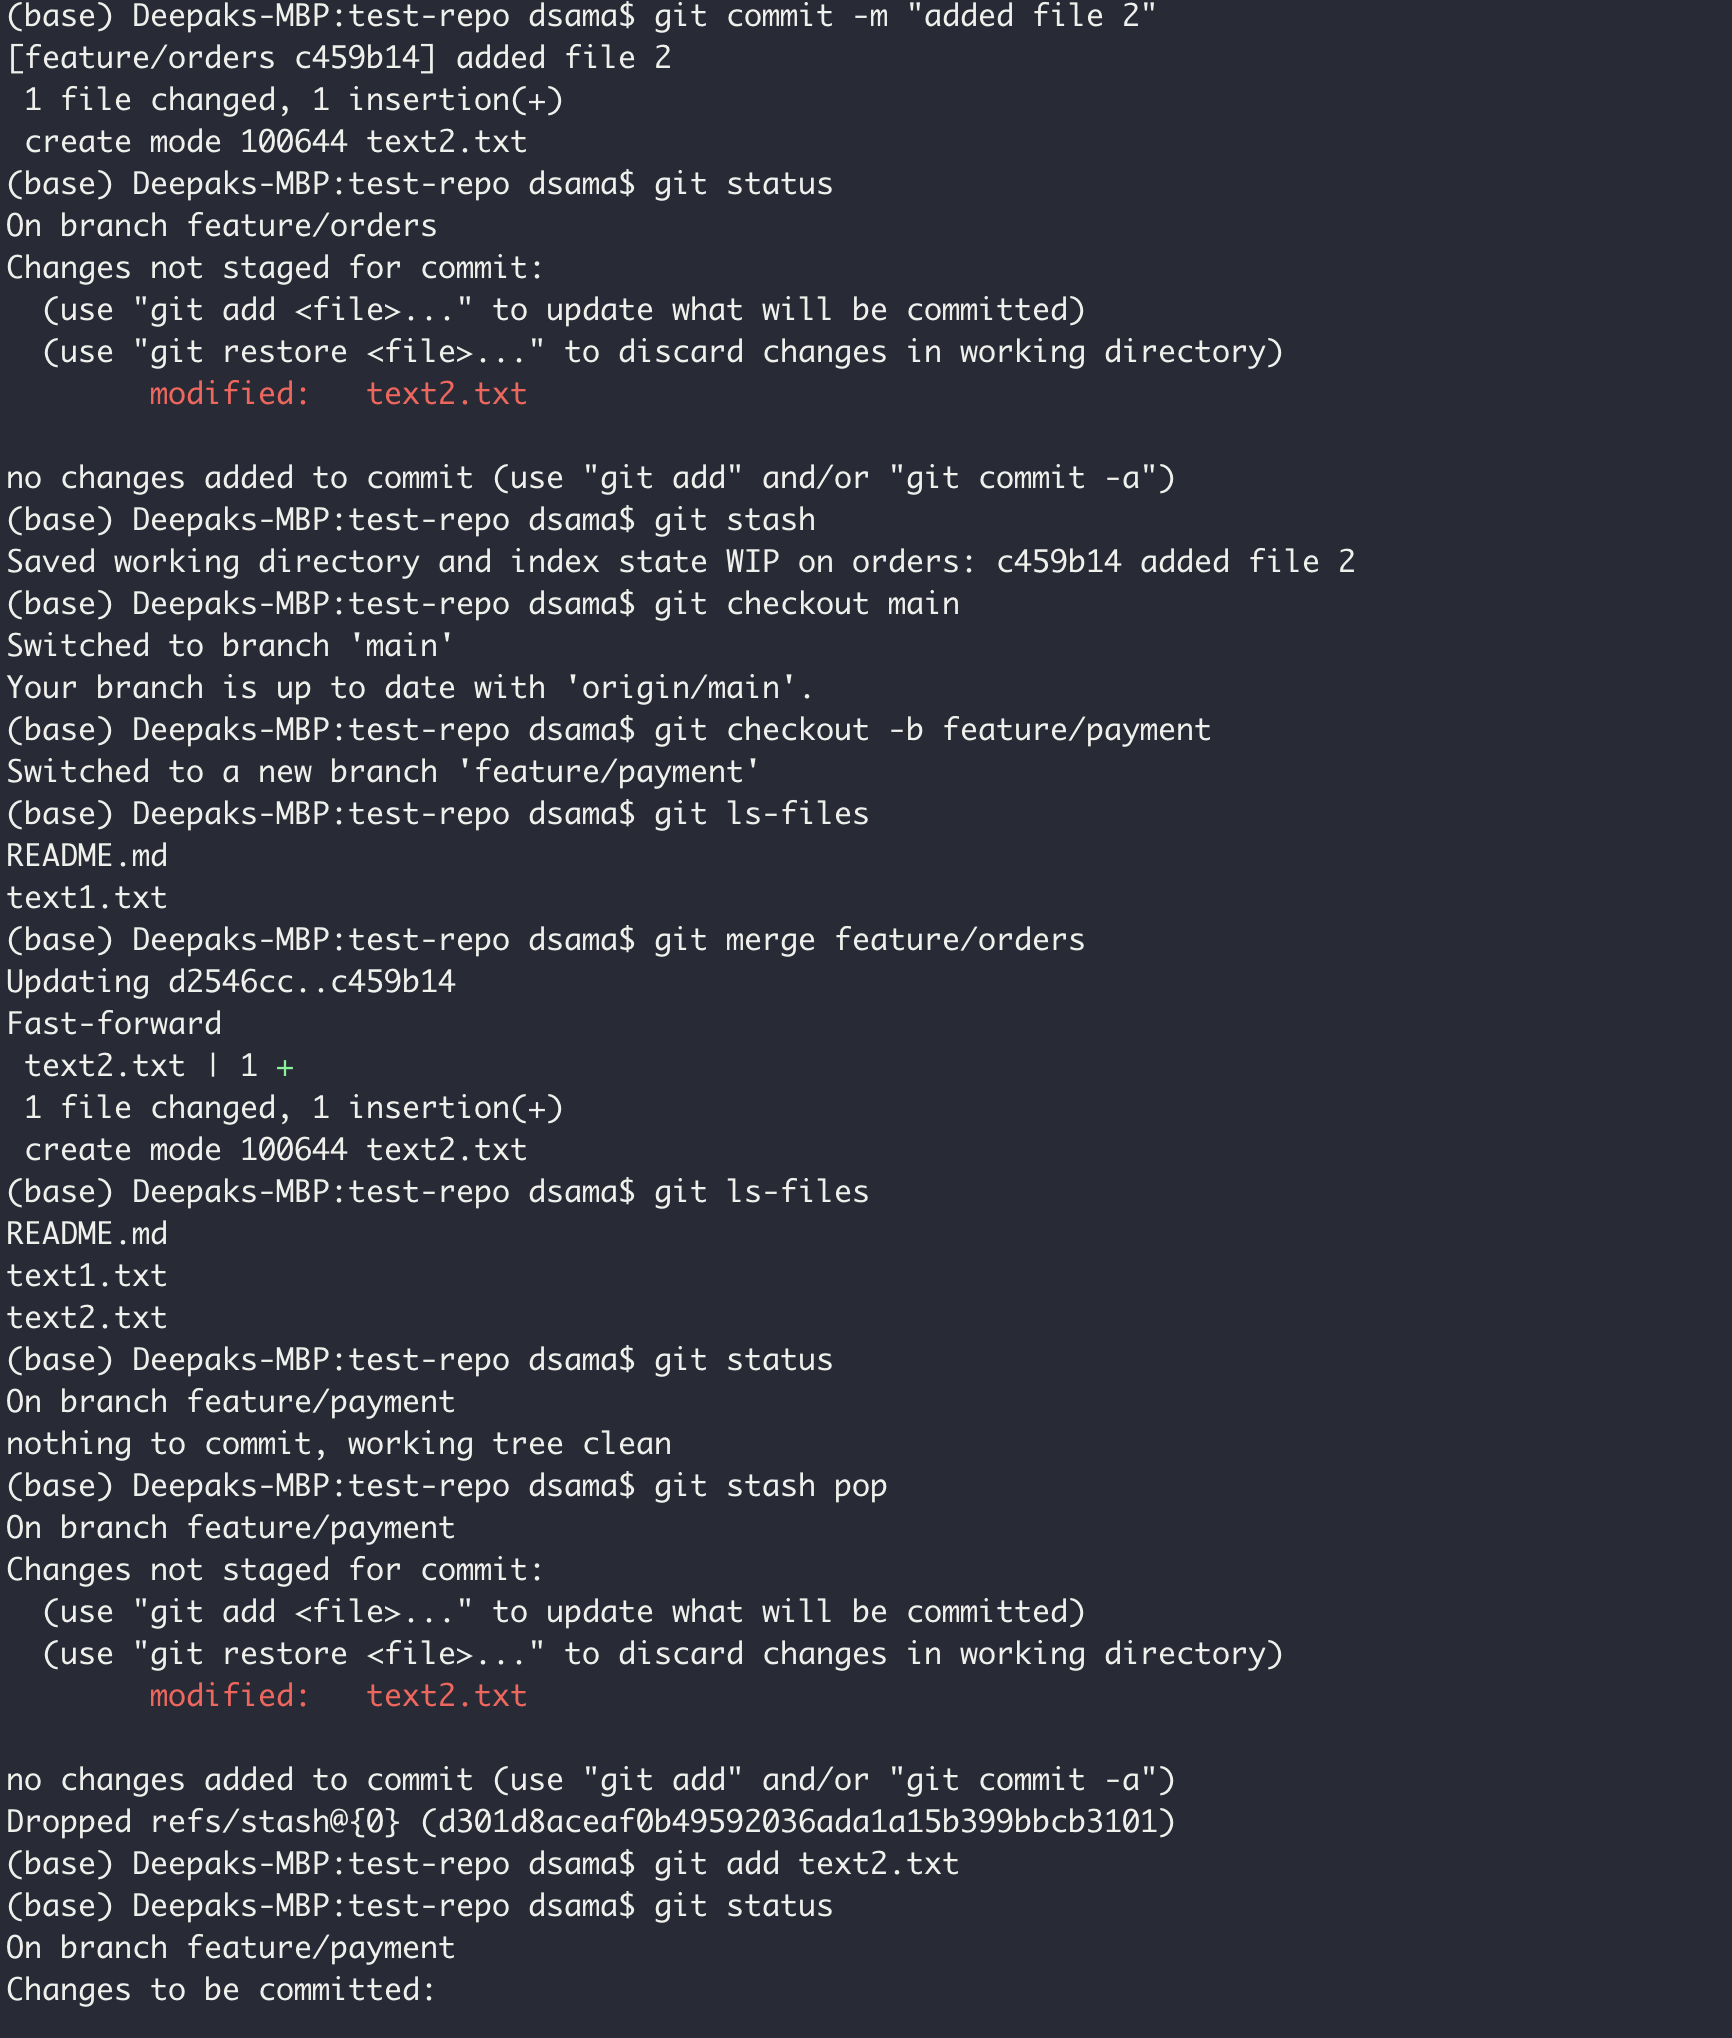 (base) Deepaks-MBP:test-repo dsama$ git commit -m "added file 2"
[feature/orders c459b14] added file 2
 1 file changed, 1 insertion(+)
 create mode 100644 text2.txt
(base) Deepaks-MBP:test-repo dsama$ git status
On branch feature/orders
Changes not staged for commit:
  (use "git add <file>..." to update what will be committed)
  (use "git restore <file>..." to discard changes in working directory)
        modified:   text2.txt

no changes added to commit (use "git add" and/or "git commit -a")
(base) Deepaks-MBP:test-repo dsama$ git stash
Saved working directory and index state WIP on orders: c459b14 added file 2
(base) Deepaks-MBP:test-repo dsama$ git checkout main
Switched to branch 'main'
Your branch is up to date with 'origin/main'.
(base) Deepaks-MBP:test-repo dsama$ git checkout -b feature/payment
Switched to a new branch 'feature/payment'
(base) Deepaks-MBP:test-repo dsama$ git ls-files
README.md
text1.txt
(base) Deepaks-MBP:test-repo dsama$ git merge feature/orders
Updating d2546cc..c459b14
Fast-forward
 text2.txt | 1 +
 1 file changed, 1 insertion(+)
 create mode 100644 text2.txt
(base) Deepaks-MBP:test-repo dsama$ git ls-files
README.md
text1.txt
text2.txt
(base) Deepaks-MBP:test-repo dsama$ git status
On branch feature/payment
nothing to commit, working tree clean
(base) Deepaks-MBP:test-repo dsama$ git stash pop
On branch feature/payment
Changes not staged for commit:
  (use "git add <file>..." to update what will be committed)
  (use "git restore <file>..." to discard changes in working directory)
        modified:   text2.txt

no changes added to commit (use "git add" and/or "git commit -a")
Dropped refs/stash@{0} (d301d8aceaf0b49592036ada1a15b399bbcb3101)
(base) Deepaks-MBP:test-repo dsama$ git add text2.txt
(base) Deepaks-MBP:test-repo dsama$ git status
On branch feature/payment
Changes to be committed: